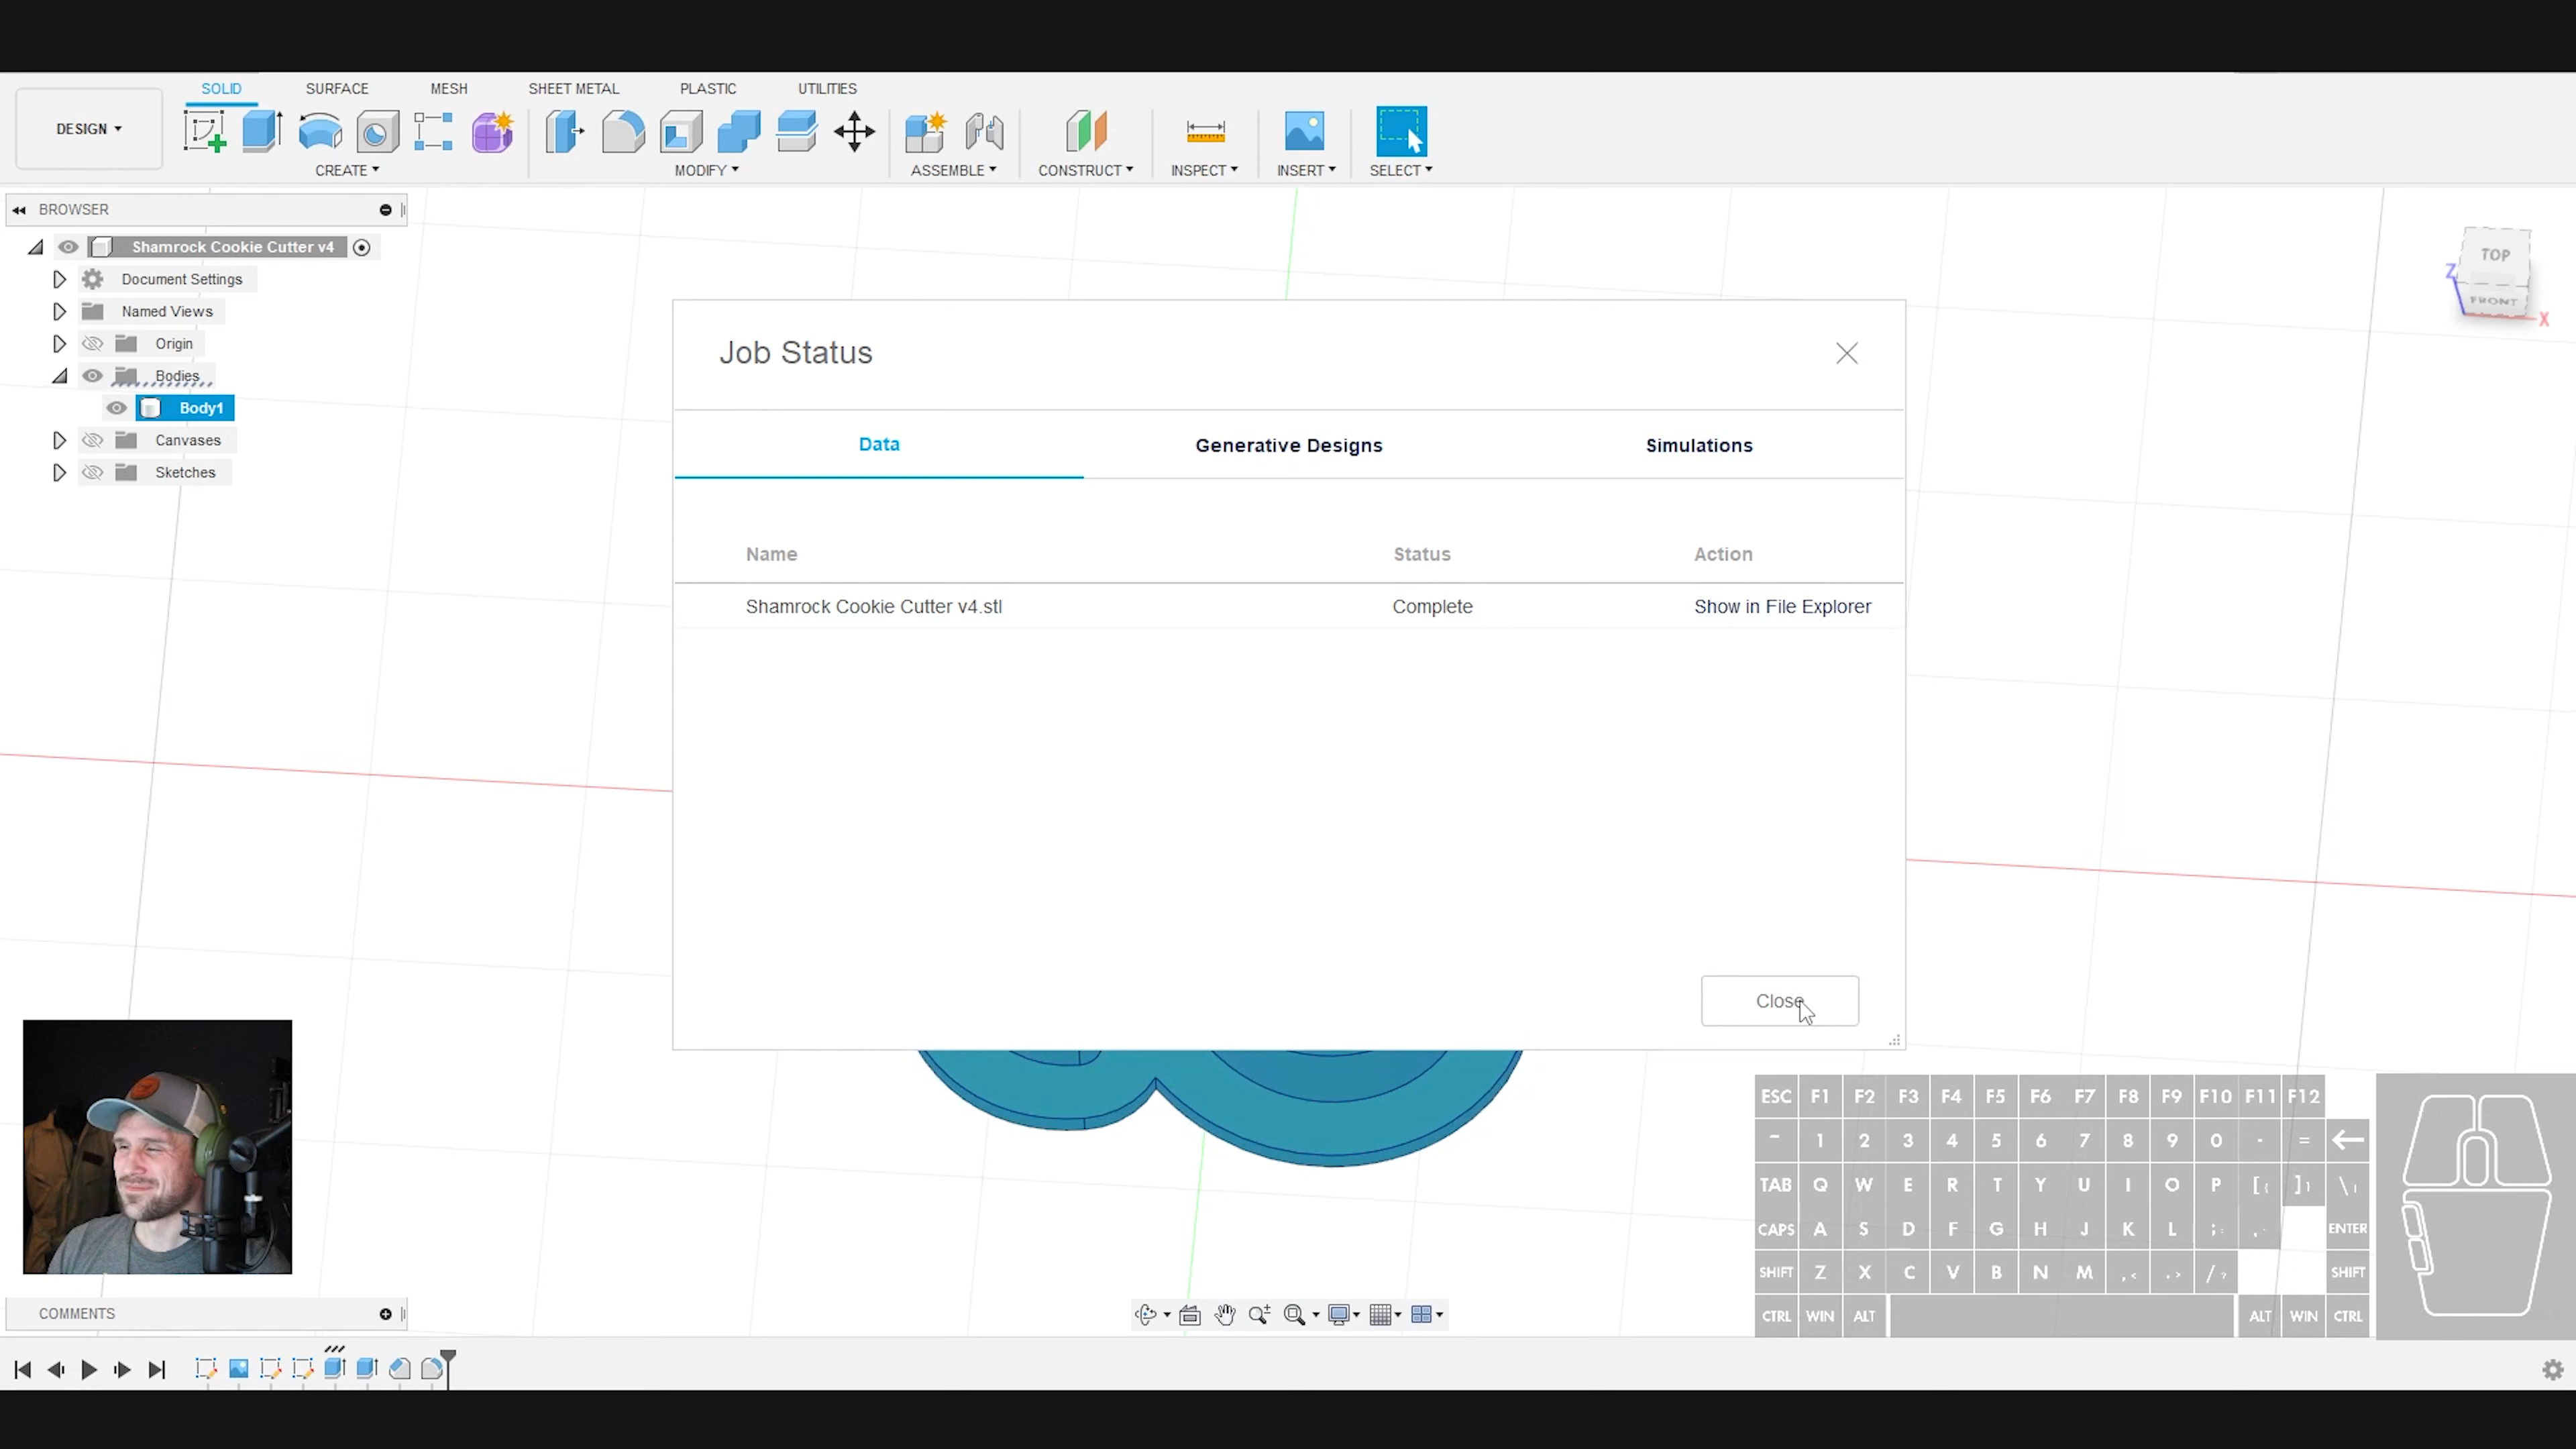 SOLID SURFACE MESH SHEET METAL PLASTIC UTILITIES
DESIGN
CREATE MODIFY ASSEMBLE CONSTRUCT INSPECT INSERT SELECT
BROWSER
Shamrock Cookie Cutter v4
Document Settings
Named Views
Origin
Bodies
Body1
Canvases
Sketches
TOP
FRONT
Z
X
Job Status
Data Generative Designs Simulations
Name Status Action
Shamrock Cookie Cutter v4.stl Complete Show in File Explorer
Close
ESC F1 F2 F3 F4 F5 F6 F7 F8 F9 F10 F11 F12
1 2 3 4 5 6 7 8 9 0 - =
TAB Q W E R T Y U I O P [{ ]} \|
CAPS A S D F G H J K L ENTER
SHIFT Z X C V B N M ,< .> /? SHIFT
CTRL WIN ALT ALT WIN CTRL
COMMENTS